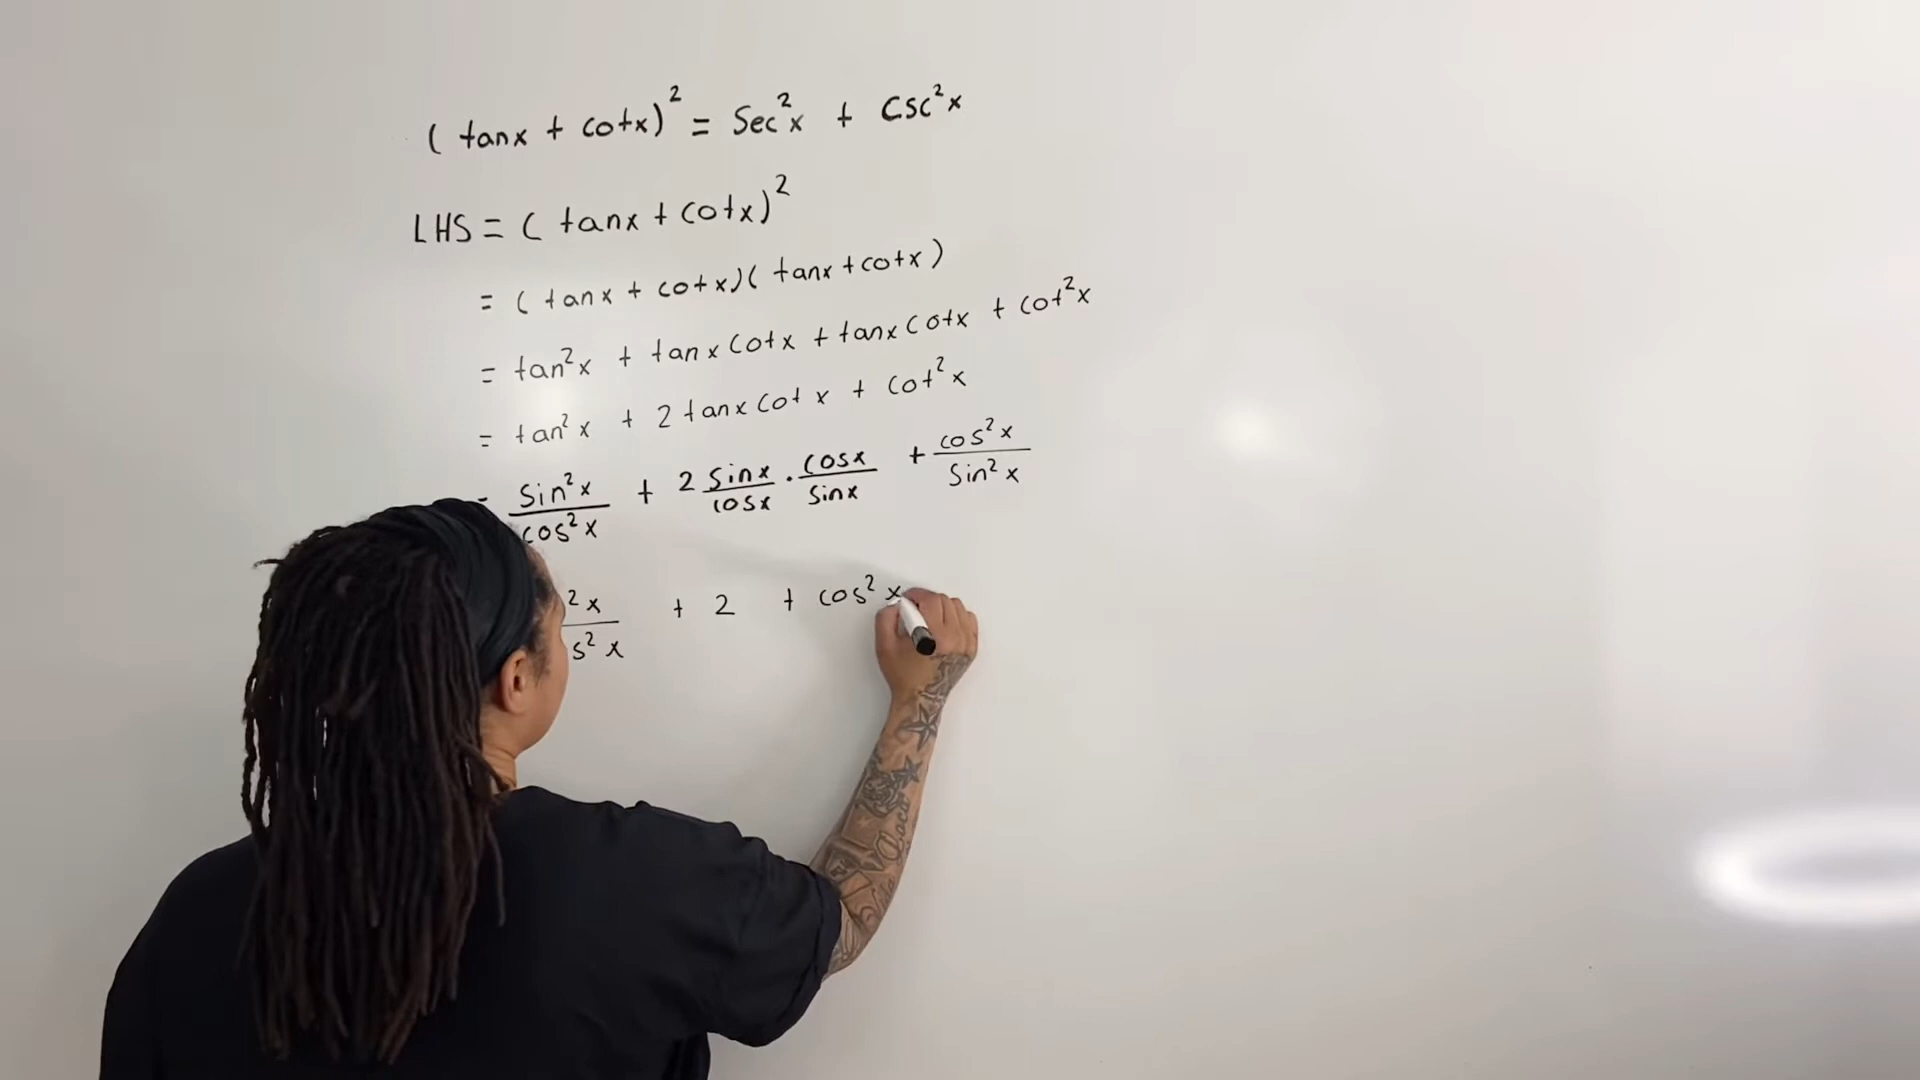 (tanx + cotx)² = Sec²x + Csc²x
LHS = (tanx + cotx)²
= (tanx + cotx)(tanx + cotx)
= tan²x + tanx cotx + tanx cotx + cot²x
= tan²x + 2 tanx cotx + cot²x
= Sin²x/cos²x + 2 Sinx/cosx · cosx/sinx + cos²x/Sin²x
²x/s²x + 2 + cos²x